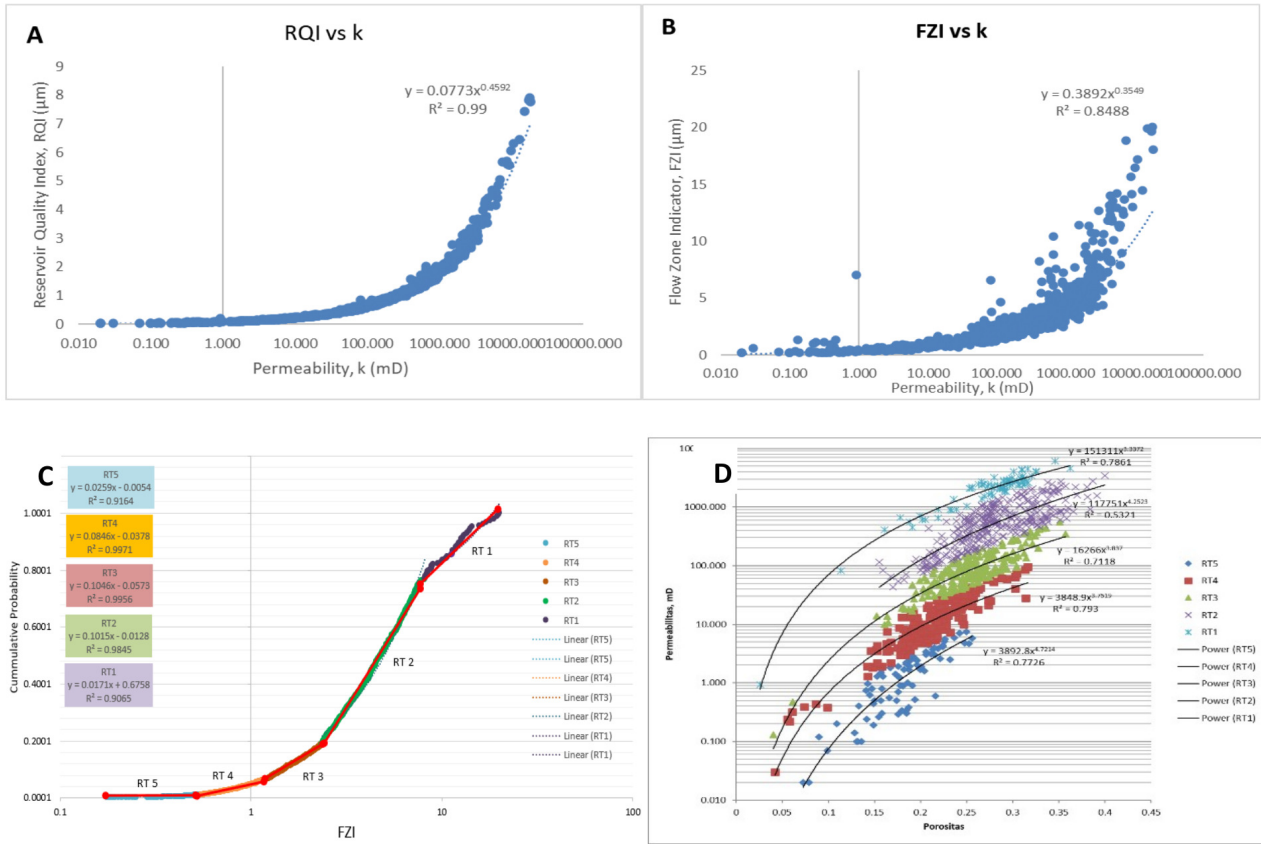 A
RQI vs k
y = 0.0773x^0.4592
R² = 0.99
Reservoir Quality Index, RQI (µm)
9
8
7
6
5
4
3
2
1
0
0.010 0.100 1.000 10.000 100.000 1000.000 10000.000 100000.000
Permeability, k (mD)
B
FZI vs k
y = 0.3892x^0.3549
R² = 0.8488
Flow Zone Indicator, FZI (µm)
25
20
15
10
5
0
0.010 0.100 1.000 10.000 100.000 1000.000 10000.000 100000.000
Permeability, k (mD)
C
RT5
y = 0.0259x - 0.0054
R² = 0.9164
RT4
y = 0.0846x - 0.0378
R² = 0.9971
RT3
y = 0.1046x - 0.0573
R² = 0.9956
RT2
y = 0.1015x - 0.0128
R² = 0.9845
RT1
y = 0.0171x + 0.6758
R² = 0.9065
Cummulative Probability
1.0001
0.8001
0.6001
0.4001
0.2001
0.0001
0.1 1 10 100
FZI
RT 5
RT 4
RT 3
RT 2
RT 1
RT5
RT4
RT3
RT2
RT1
Linear (RT5)
Linear (RT5)
Linear (RT4)
Linear (RT3)
Linear (RT2)
Linear (RT1)
Linear (RT1)
D
y = 151311x^3.3372
R² = 0.7861
y = 117751x^4.2523
R² = 0.5321
y = 16266x^3.837
R² = 0.7118
y = 3848.9x^3.7519
R² = 0.793
y = 3892.8x^4.7214
R² = 0.7726
Permeabilitas, mD
10C
1000.000
100.000
10.000
1.000
0.100
0.010
0 0.05 0.1 0.15 0.2 0.25 0.3 0.35 0.4 0.45
Porositas
RT5
RT4
RT3
RT2
RT1
Power (RT5)
Power (RT4)
Power (RT3)
Power (RT2)
Power (RT1)